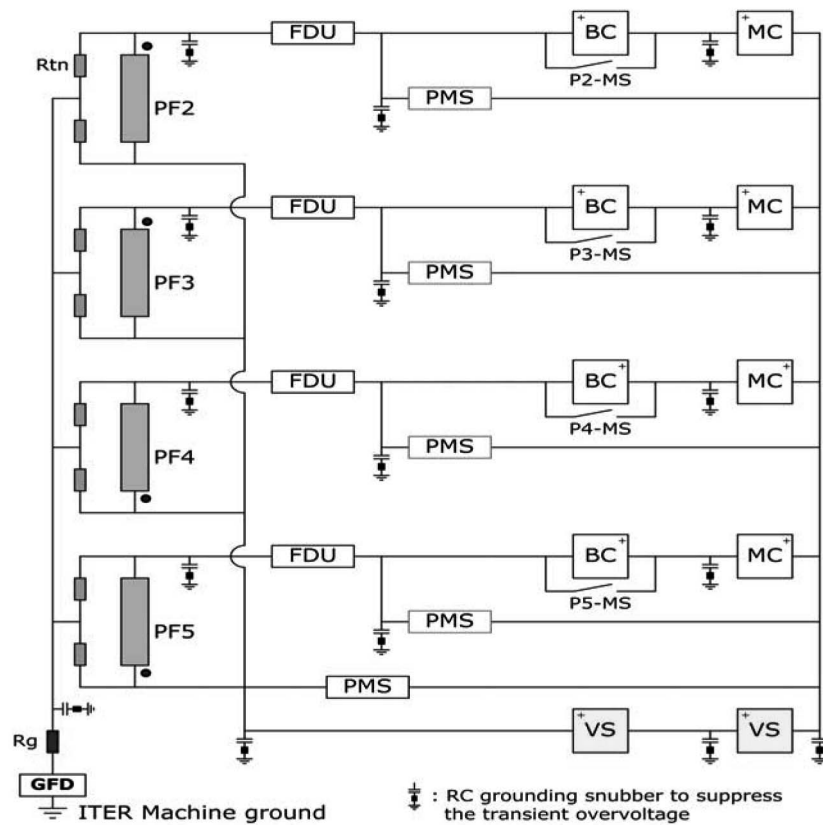 FDU
+
BC
+
MC
Rtn
PF2
P2-MS
PMS
FDU
+
BC
+
MC
PF3
P3-MS
PMS
FDU
BC
+
MC
+
PF4
P4-MS
PMS
FDU
BC
+
MC
+
PF5
P5-MS
PMS
PMS
+
VS
+
VS
Rg
GFD
ITER Machine ground
: RC grounding snubber to suppress
the transient overvoltage